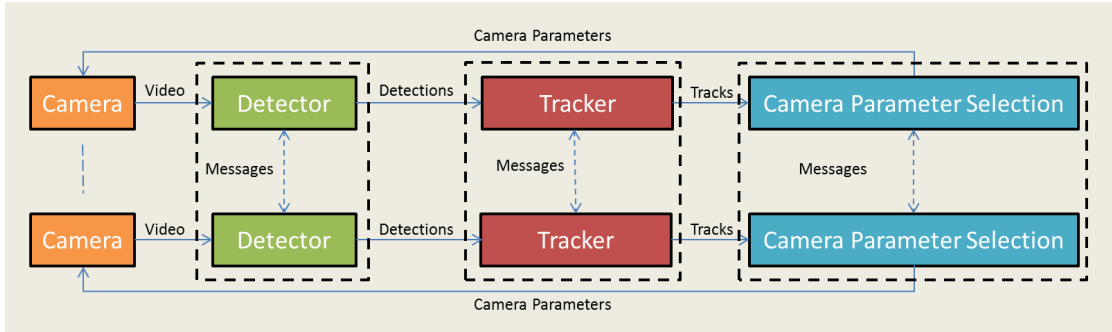 Camera Parameters
Camera Video Detector Detections Tracker Tracks Camera Parameter Selection
Messages Messages Messages
Camera Video Detector Detections Tracker Tracks Camera Parameter Selection
Camera Parameters